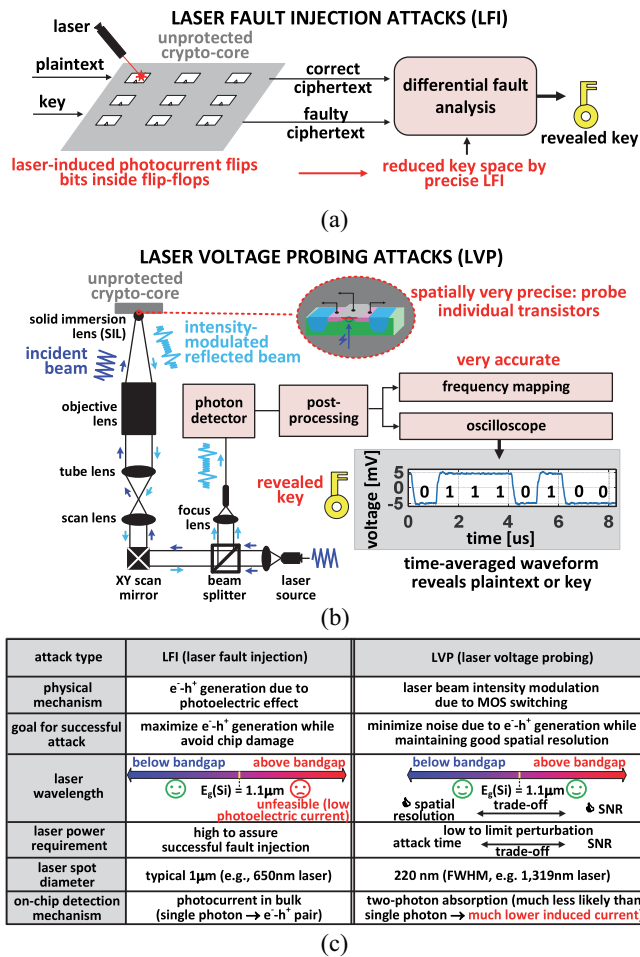 LASER FAULT INJECTION ATTACKS (LFI)
laser
unprotected
crypto-core
plaintext
key
correct
ciphertext
faulty
ciphertext
differential fault
analysis
revealed key
laser-induced photocurrent flips
bits inside flip-flops
reduced key space by
precise LFI
(a)
LASER VOLTAGE PROBING ATTACKS (LVP)
unprotected
crypto-core
solid immersion
lens (SIL)
incident
beam
intensity-
modulated
reflected beam
spatially very precise: probe
individual transistors
objective
lens
tube lens
scan lens
XY scan
mirror
beam
splitter
laser
source
focus
lens
photon
detector
post-
processing
very accurate
frequency mapping
oscilloscope
revealed
key
voltage [mV]
5
0
-5
0 1 1 1 0 1 0 0
0 2 4 6 8
time [us]
time-averaged waveform
reveals plaintext or key
(b)
attack type
LFI (laser fault injection)
LVP (laser voltage probing)
physical
mechanism
e⁻-h⁺ generation due to
photoelectric effect
laser beam intensity modulation
due to MOS switching
goal for successful
attack
maximize e⁻-h⁺ generation while
avoid chip damage
minimize noise due to e⁻-h⁺ generation while
maintaining good spatial resolution
laser
wavelength
below bandgap above bandgap
Eg(Si) = 1.1μm
unfeasible (low
photoelectric current)
below bandgap above bandgap
Eg(Si) = 1.1μm
spatial
resolution
trade-off
SNR
laser power
requirement
high to assure
successful fault injection
low to limit perturbation
attack time
trade-off
SNR
laser spot
diameter
typical 1μm (e.g., 650nm laser)
220 nm (FWHM, e.g. 1,319nm laser)
on-chip detection
mechanism
photocurrent in bulk
(single photon → e⁻-h⁺ pair)
two-photon absorption (much less likely than
single photon → much lower induced current)
(c)